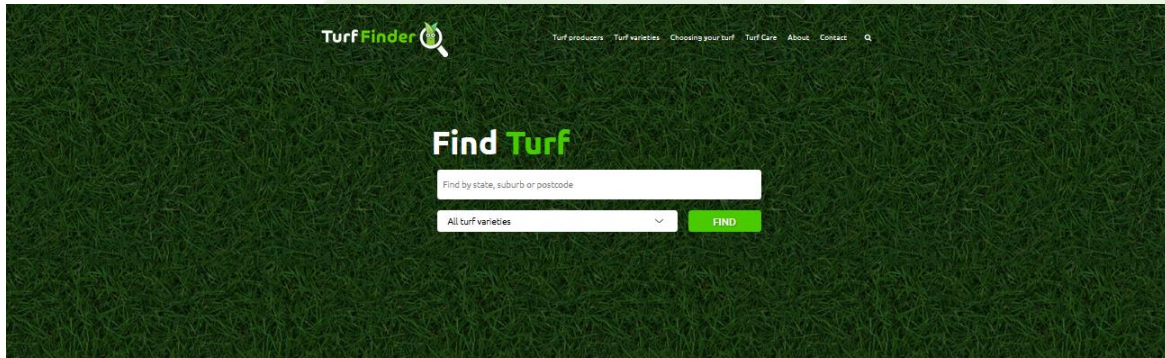 Turf Finder
Turf producers Turf varieties Choosing your turf Turf Care About Contact
Find Turf
Find by state, suburb or postcode
All turf varieties
FIND